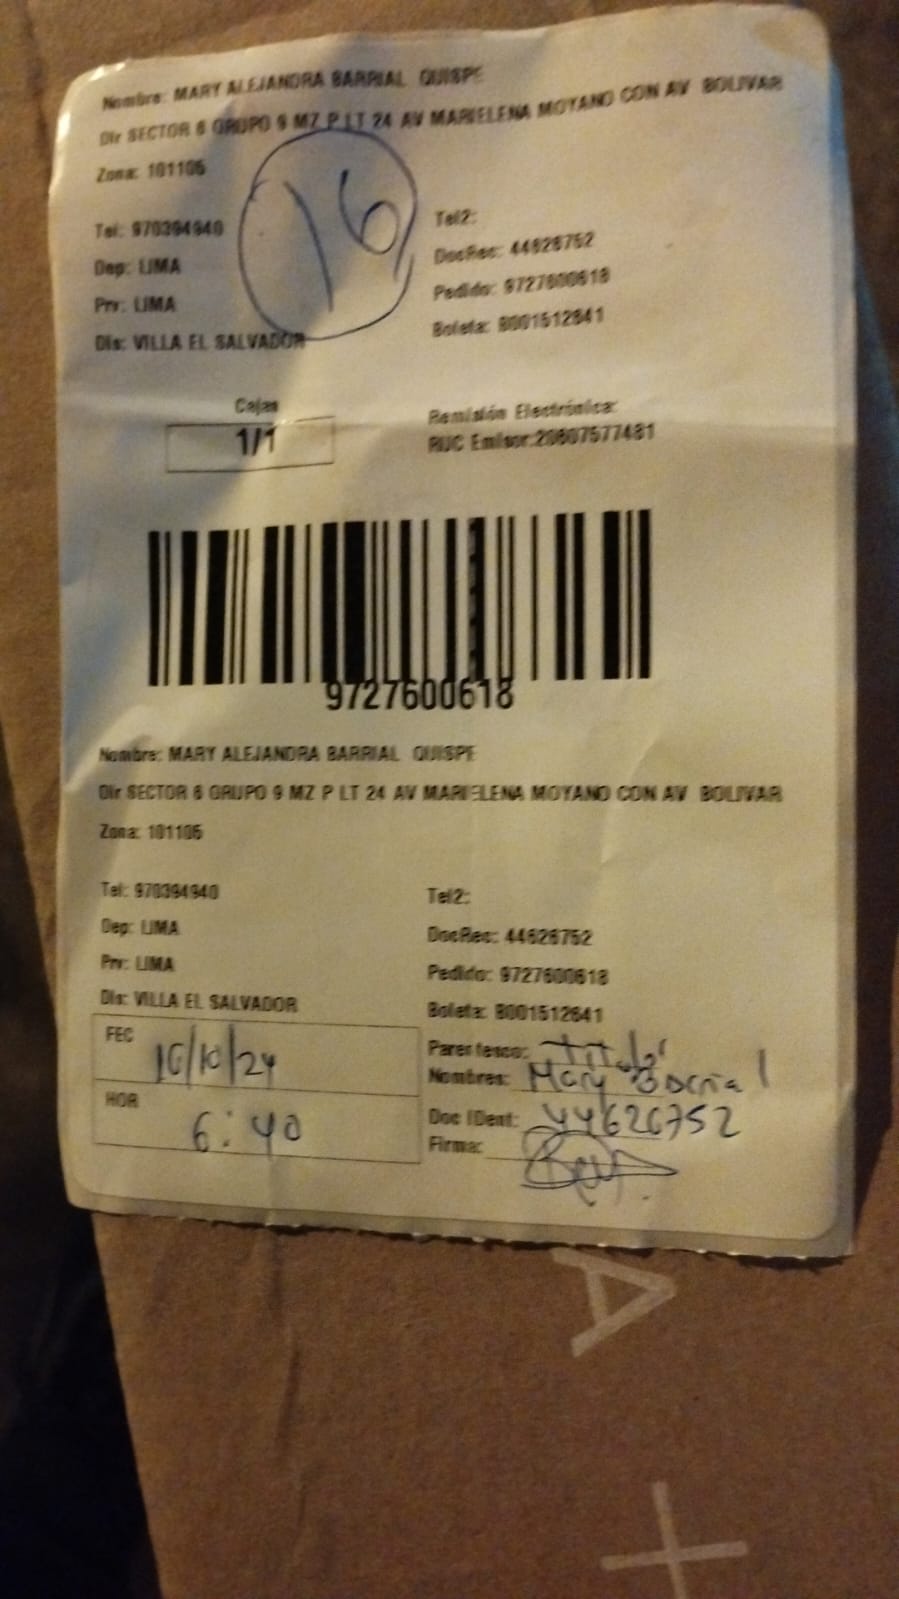 Nombre: MARY ALEJANDRA BARRIAL QUISPE
Dir SECTOR 6 GRUPO 9 MZ P LT 24 AV MARIELENA MOYANO CON AV BOLIVAR
Zona: 101105
16
Tel: 970394940
Tel2:
Dep: LIMA
DocRec: 44626752
Prv: LIMA
Pedido: 9727600618
Dis: VILLA EL SALVADOR
Boleta: B001512641
Cajas
1/1
Remisión Electrónica:
RUC Emisor:20607577481
9727600618
Nombre: MARY ALEJANDRA BARRIAL QUISPE
Dir SECTOR 6 GRUPO 9 MZ P LT 24 AV MARIELENA MOYANO CON AV BOLIVAR
Zona: 101105
Tel: 970394940
Tel2:
Dep: LIMA
DocRec: 44626752
Prv: LIMA
Pedido: 9727600618
Dis: VILLA EL SALVADOR
Boleta: B001512641
FEC
16/10/24
HOR
6:40
Parentesco: Titular
Nombres: Mary Barrial
Doc IDent: 44626752
Firma:
A